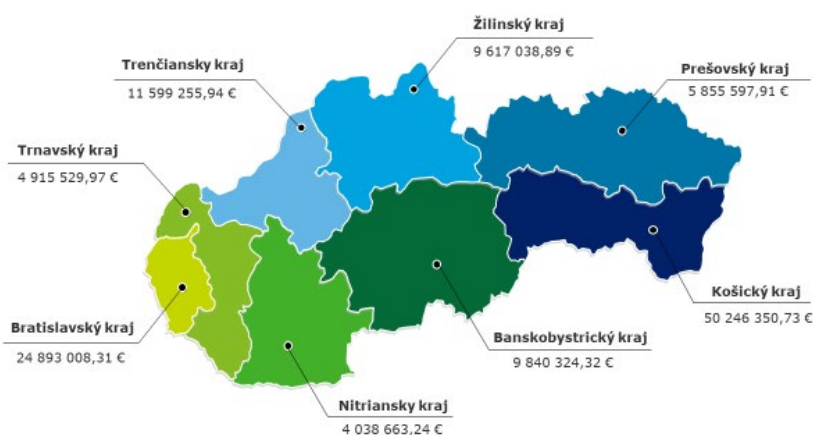 Žilinský kraj
9 617 038,89 €
Trenčiansky kraj
11 599 255,94 €
Prešovský kraj
5 855 597,91 €
Trnavský kraj
4 915 529,97 €
Košický kraj
50 246 350,73 €
Bratislavský kraj
24 893 008,31 €
Banskobystrický kraj
9 840 324,32 €
Nitriansky kraj
4 038 663,24 €